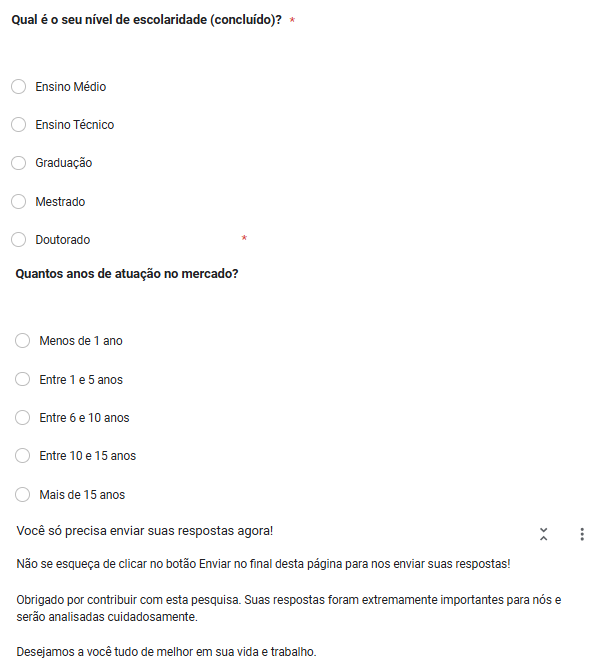 Qual é o seu nível de escolaridade (concluído)? *
Ensino Médio
Ensino Técnico
Graduação
Mestrado
Doutorado
*
Quantos anos de atuação no mercado?
Menos de 1 ano
Entre 1 e 5 anos
Entre 6 e 10 anos
Entre 10 e 15 anos
Mais de 15 anos
Você só precisa enviar suas respostas agora!
Não se esqueça de clicar no botão Enviar no final desta página para nos enviar suas respostas!
Obrigado por contribuir com esta pesquisa. Suas respostas foram extremamente importantes para nós e
serão analisadas cuidadosamente.
Desejamos a você tudo de melhor em sua vida e trabalho.